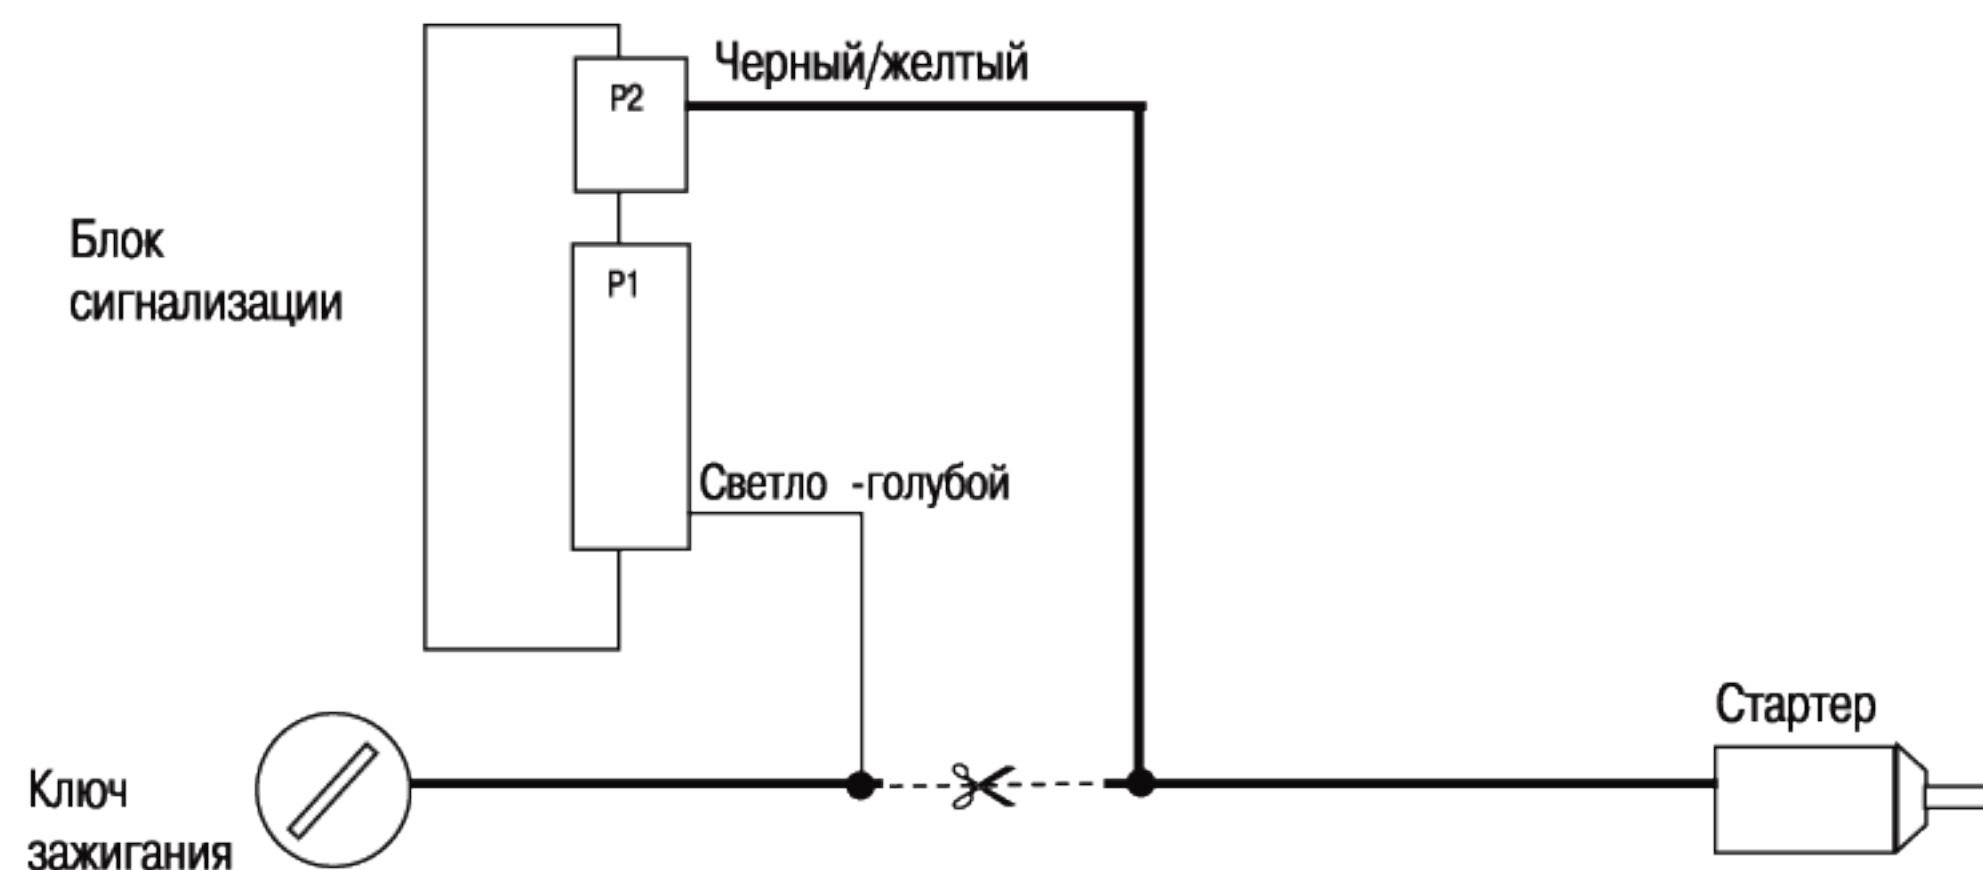 Черный/желтый
P2
Блок
сигнализации
P1
Светло -голубой
Стартер
Ключ
зажигания